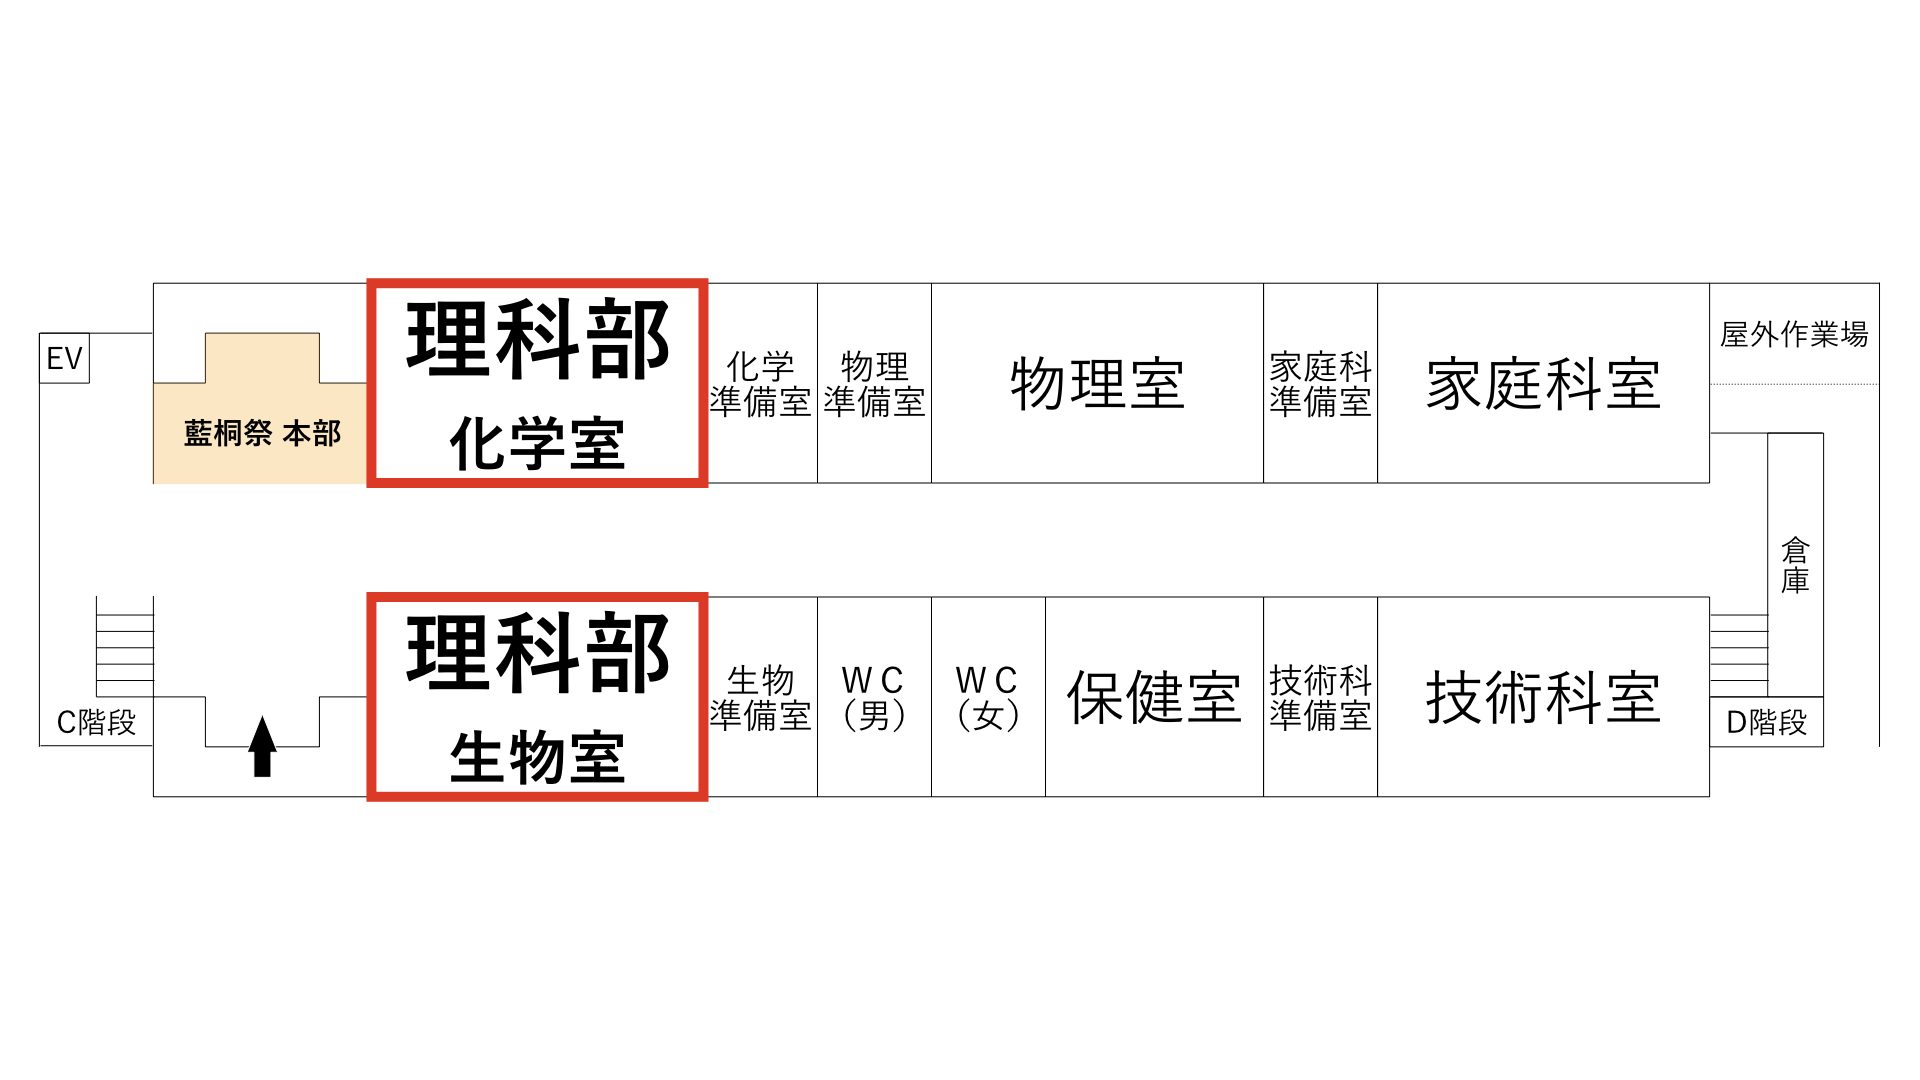 EV
藍桐祭 本部
理科部
化学室
化学
準備室
物理
準備室
物理室
家庭科
準備室
家庭科室
屋外作業場
倉庫
C階段
理科部
生物室
生物
準備室
WC
(男)
WC
(女)
保健室
技術科
準備室
技術科室
D階段